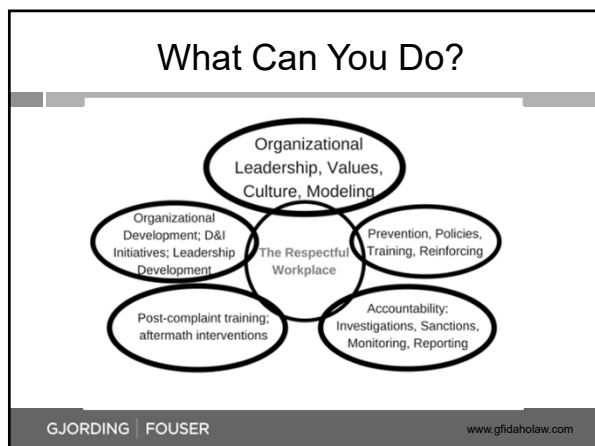 What Can You Do?
Organizational
Leadership, Values,
Culture, Modeling
Organizational
Development; D&I
Initiatives; Leadership
Development
The Respectful
Workplace
Prevention, Policies,
Training, Reinforcing
Post-complaint training;
aftermath interventions
Accountability:
Investigations, Sanctions,
Monitoring, Reporting
GJORDING | FOUSER
www.gfidaholaw.com